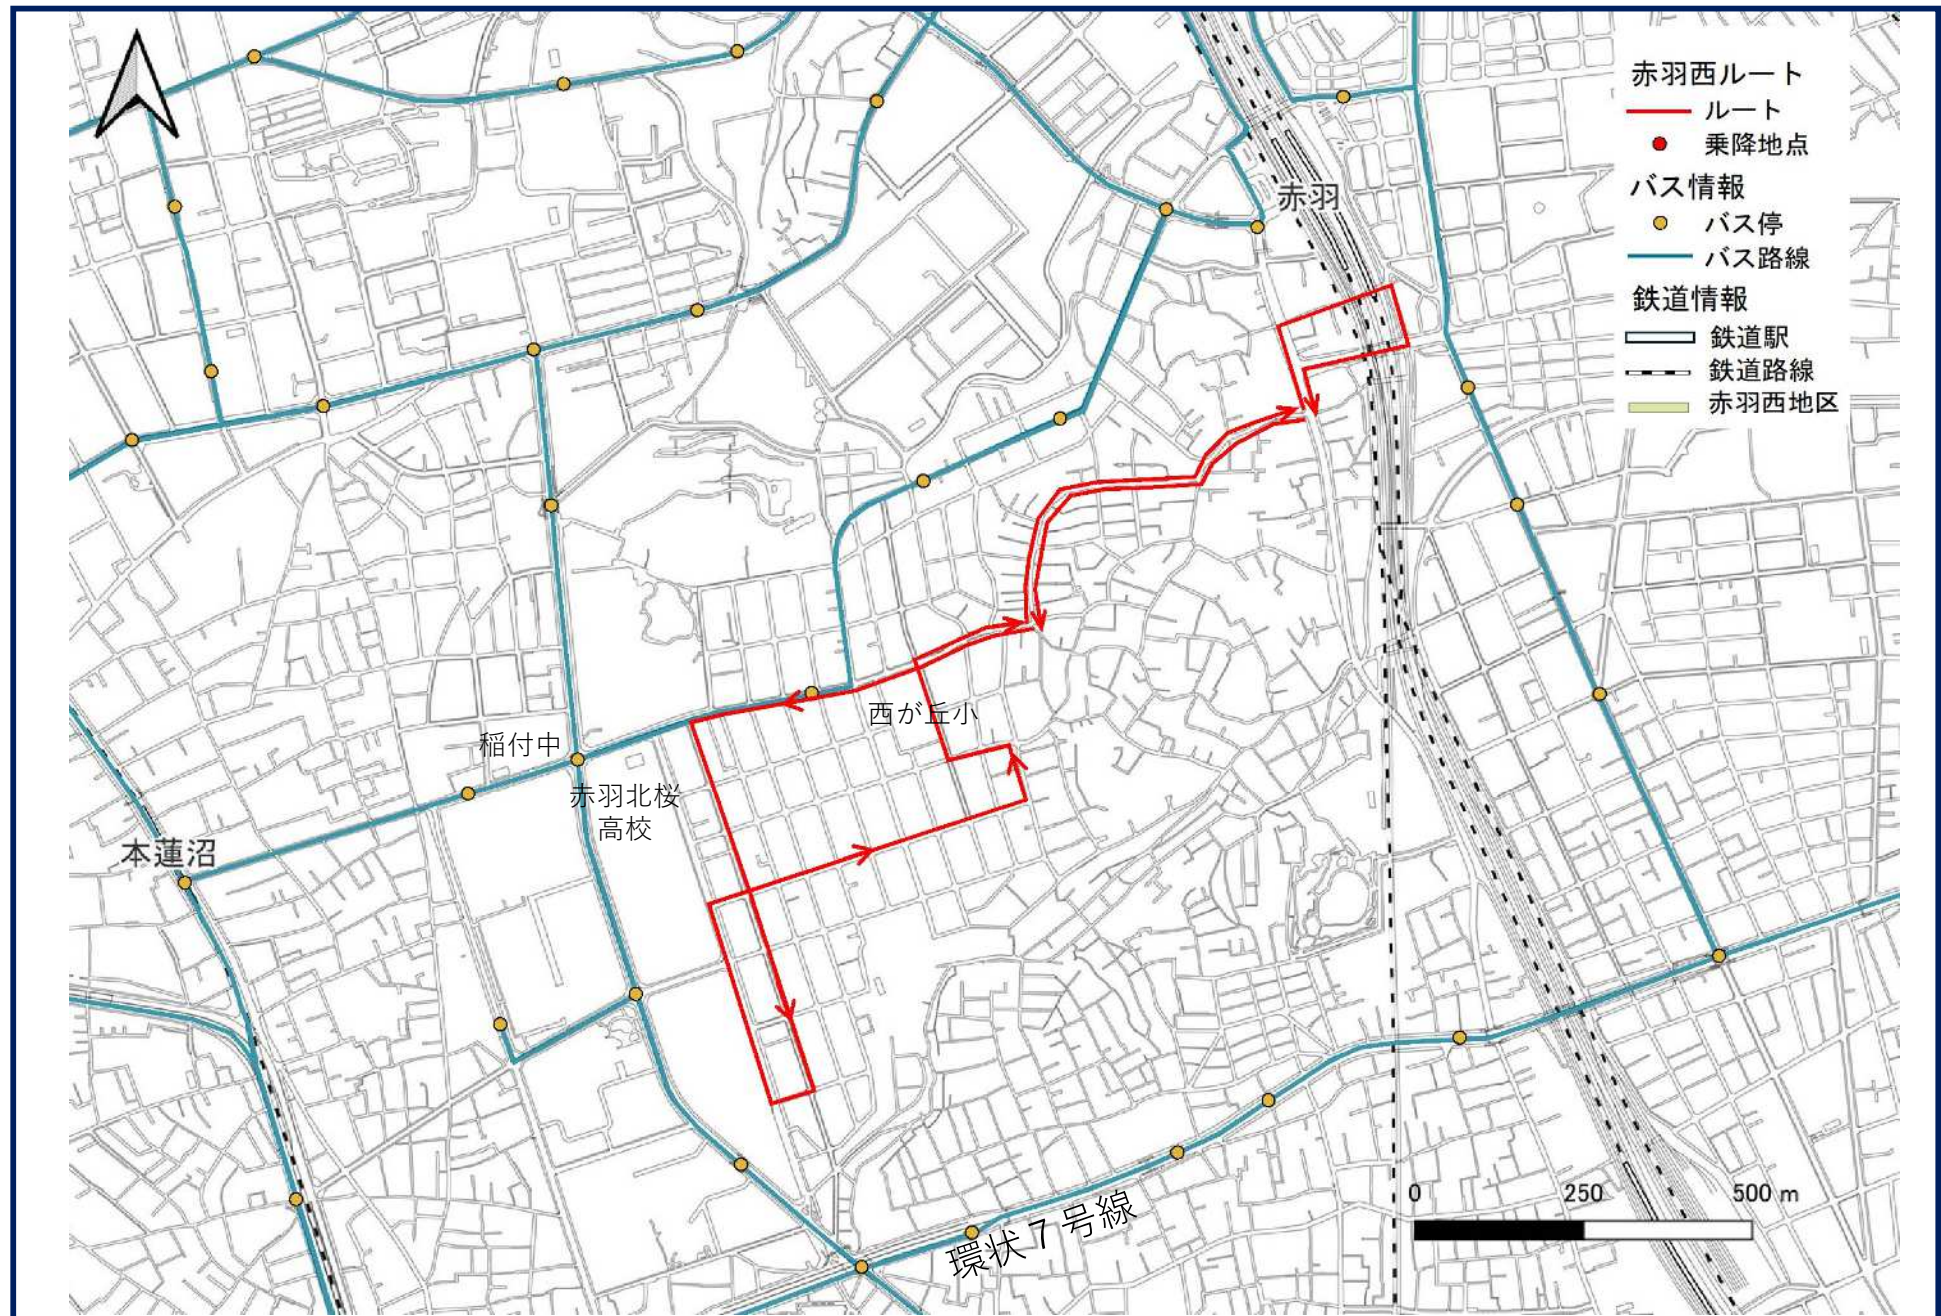 赤羽西ルート
ルート
乗降地点
バス情報
バス停
バス路線
鉄道情報
鉄道駅
鉄道路線
赤羽西地区
赤羽
西が丘小
稲付中
赤羽北桜
高校
本蓮沼
環状７号線
0 250 500 m